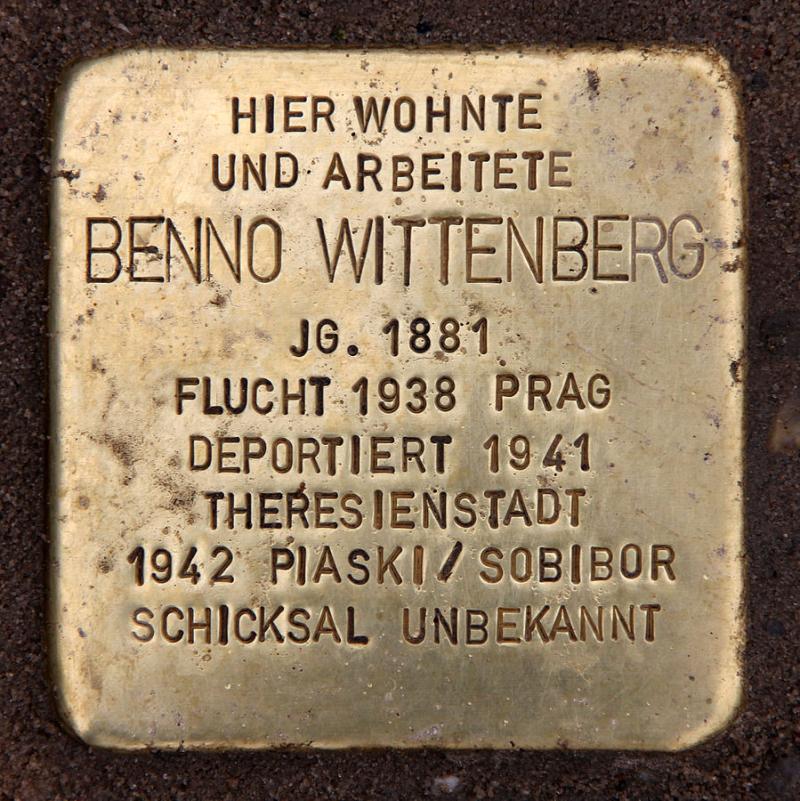 HIER WOHNTE
UND ARBEITETE
BENNO WITTENBERG
JG. 1881
FLUCHT 1938 PRAG
DEPORTIERT 1941
THERESIENSTADT
1942 PIASKI/SOBIBOR
SCHICKSAL UNBEKANNT